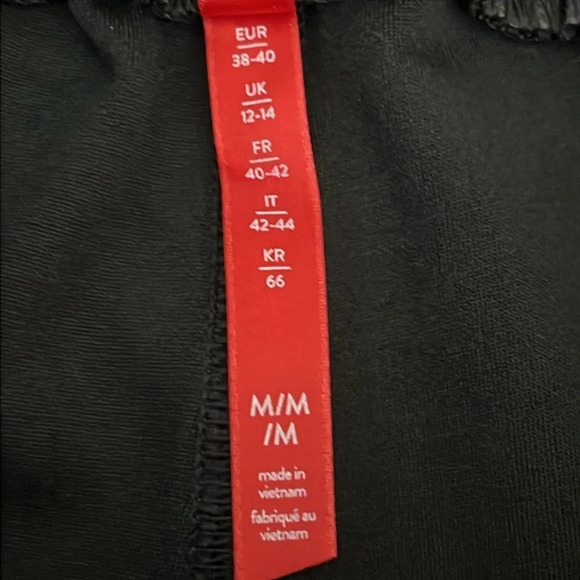 EUR
38-40
UK
12-14
FR
40-42
IT
42-44
KR
66
M/M
/M
made in
vietnam
fabriqué au
vietnam